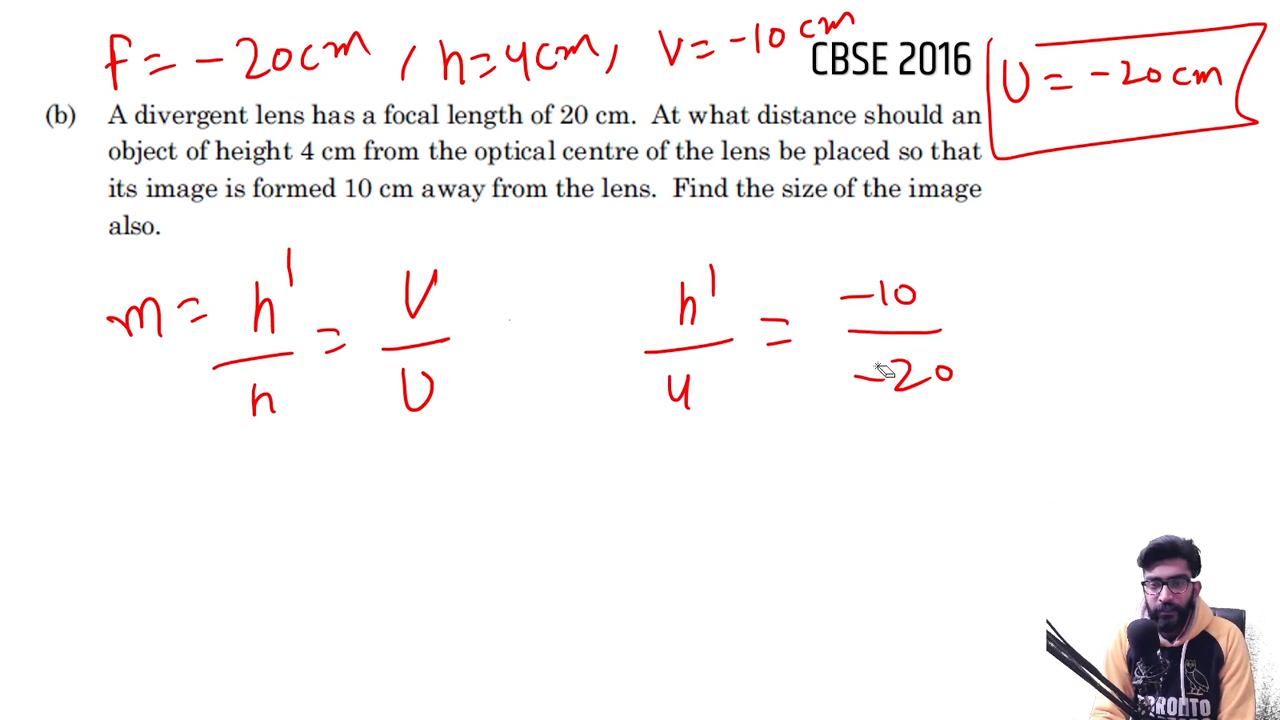 f = -20cm, h=4cm, v= -10 cm
CBSE 2016
U = -20cm
(b) A divergent lens has a focal length of 20 cm. At what distance should an
object of height 4 cm from the optical centre of the lens be placed so that
its image is formed 10 cm away from the lens. Find the size of the image
also.
m = h'/h = V/U
h'/4 = -10/-20
TORONTO